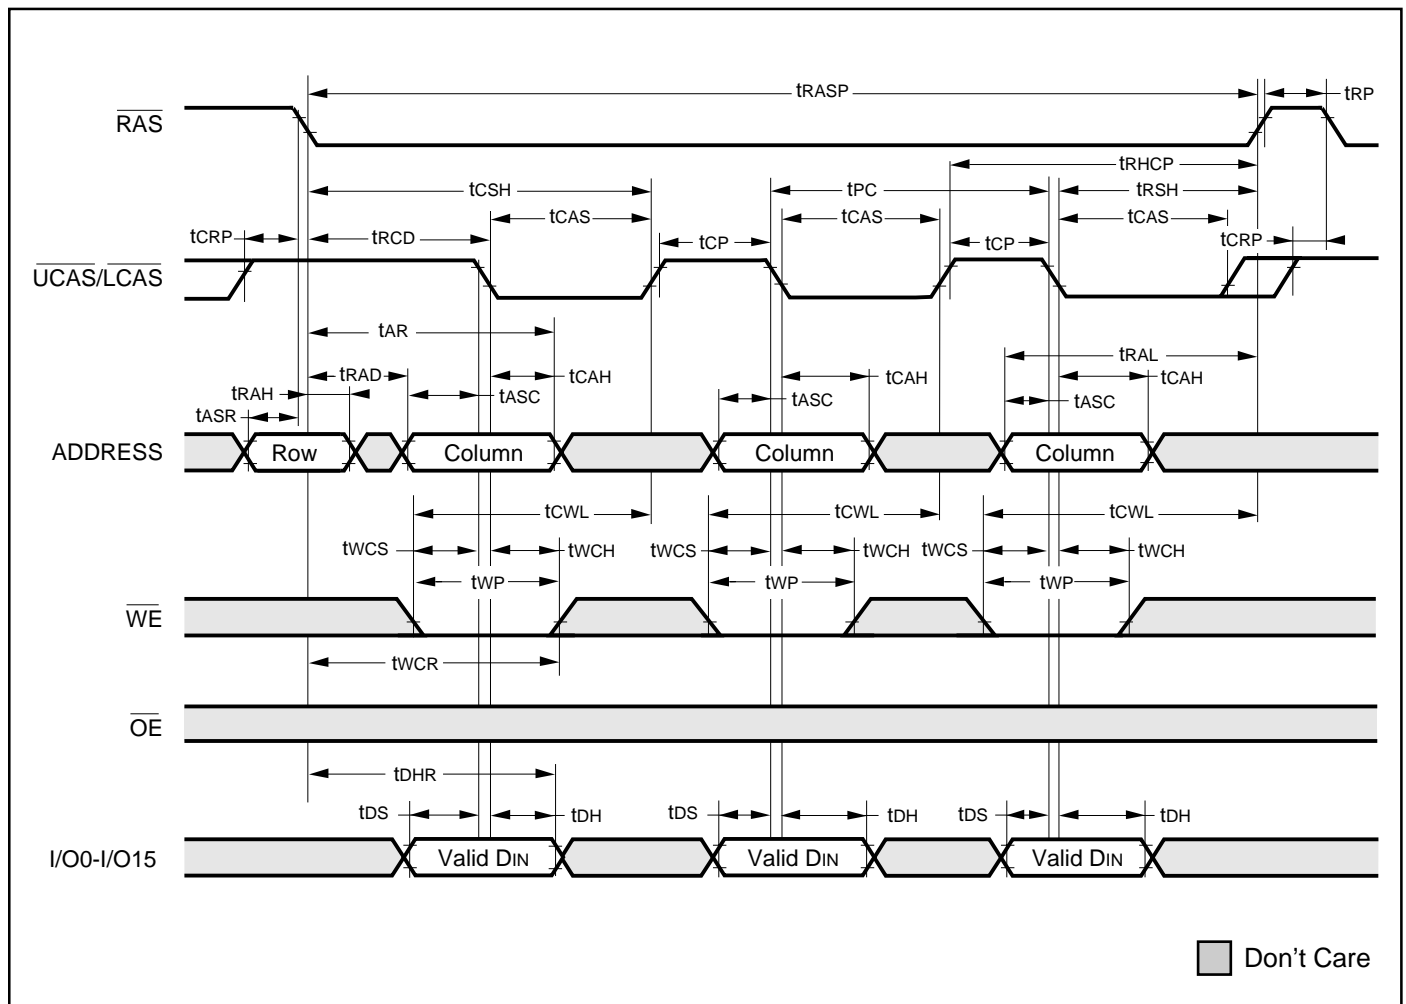 tRASP
tRP
RAS
tRHCP
tCSH
tPC
tRSH
tCAS
tCAS
tCAS
tCRP
tRCD
tCP
tCP
tCRP
UCAS/LCAS
tAR
tRAL
tRAD
tCAH
tCAH
tCAH
tRAH
tASC
tASC
tASC
tASR
ADDRESS
Row
Column
Column
Column
tCWL
tCWL
tCWL
tWCS
tWCH
tWCS
tWCH
tWCS
tWCH
tWP
tWP
tWP
WE
tWCR
OE
tDHR
tDS
tDH
tDS
tDH
tDS
tDH
I/O0-I/O15
Valid DIN
Valid DIN
Valid DIN
Don't Care